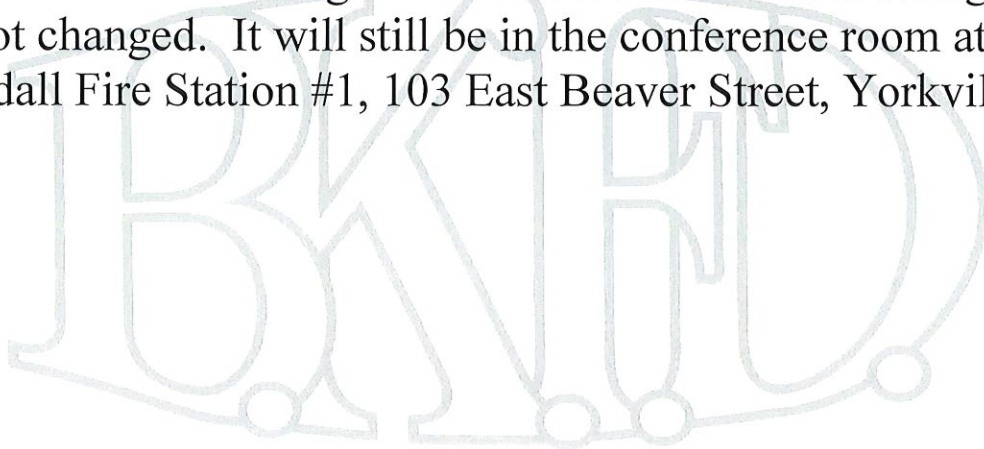 ot changed.  It will still be in the conference room at
dall Fire Station #1, 103 East Beaver Street, Yorkvil
BKFD